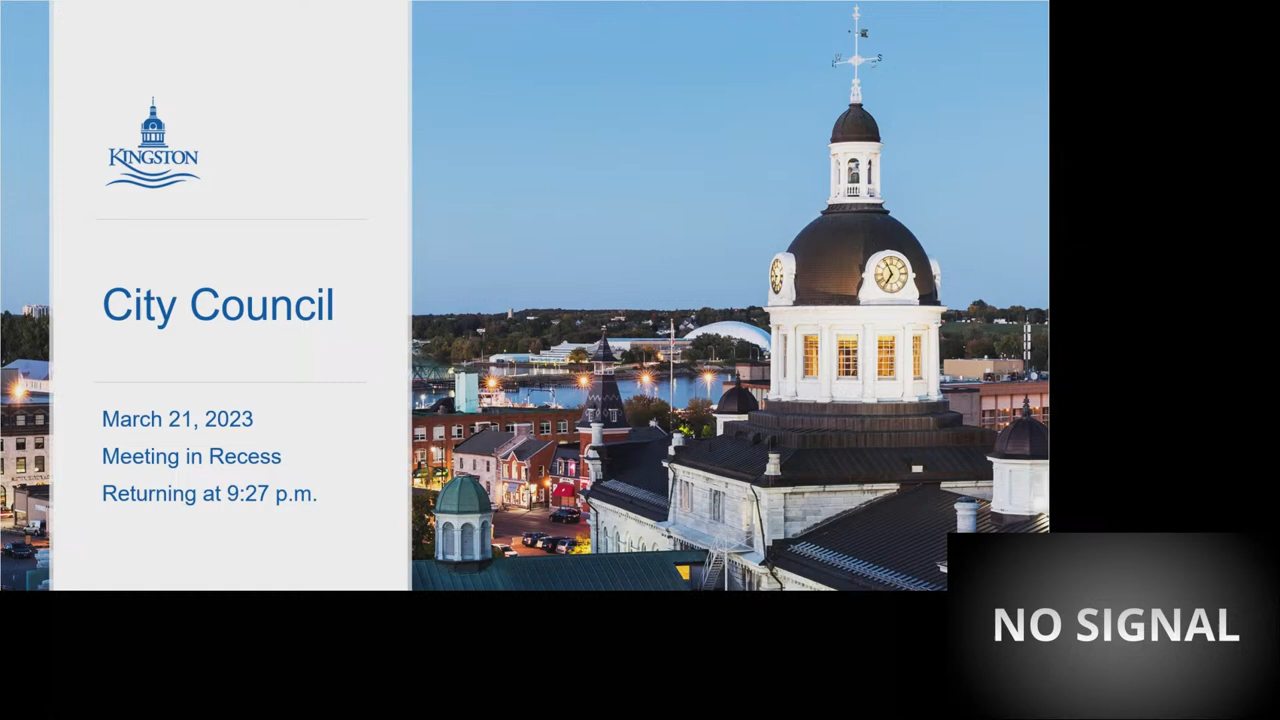 KINGSTON
City Council
March 21, 2023
Meeting in Recess
Returning at 9:27 p.m.
NO SIGNAL